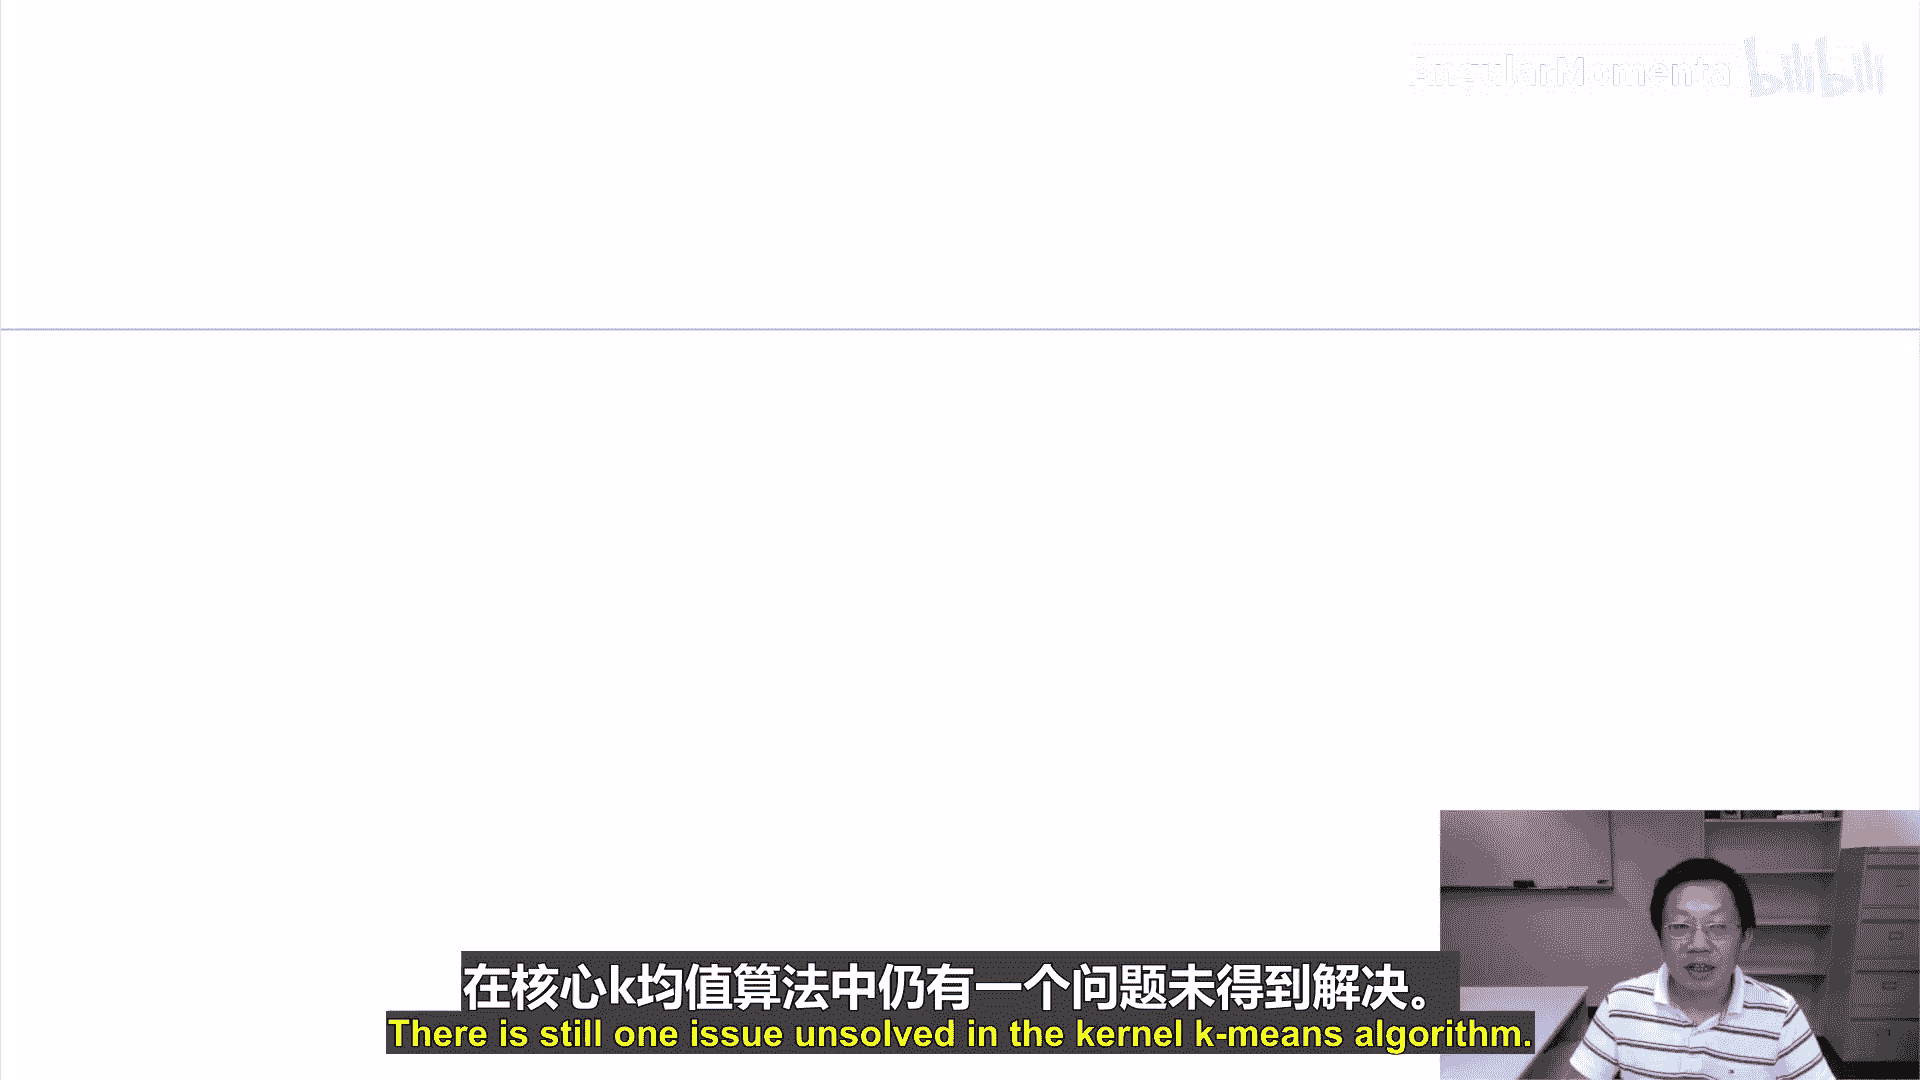 AngularMomenta bilibili
在核心k均值算法中仍有一个问题未得到解决。
There is still one issue unsolved in the kernel k-means algorithm.